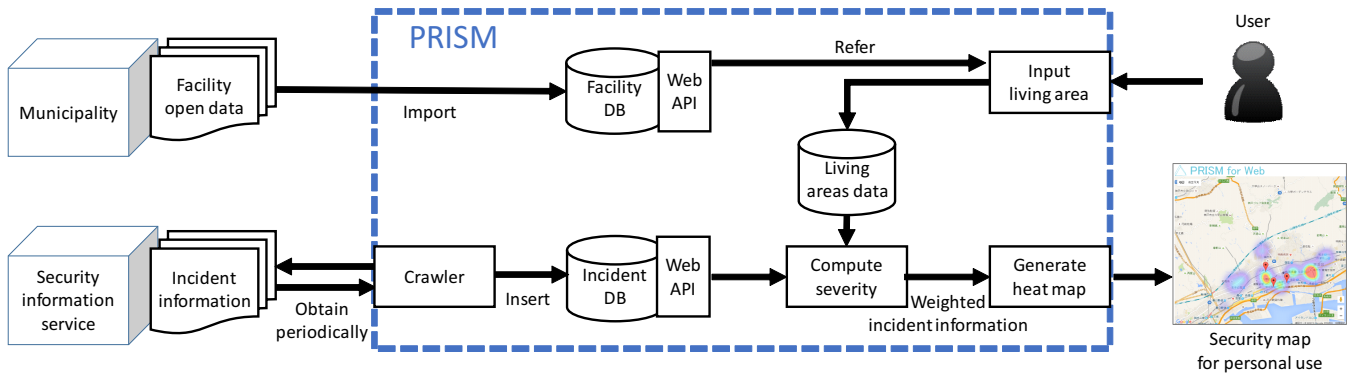 PRISM
User
Municipality
Facility
open data
Import
Facility
DB
Web
API
Refer
Input
living area
Living
areas data
PRISM for Web
Security
information
service
Incident
information
Obtain
periodically
Crawler
Insert
Incident
DB
Web
API
Compute
severity
Weighted
incident information
Generate
heat map
Security map
for personal use